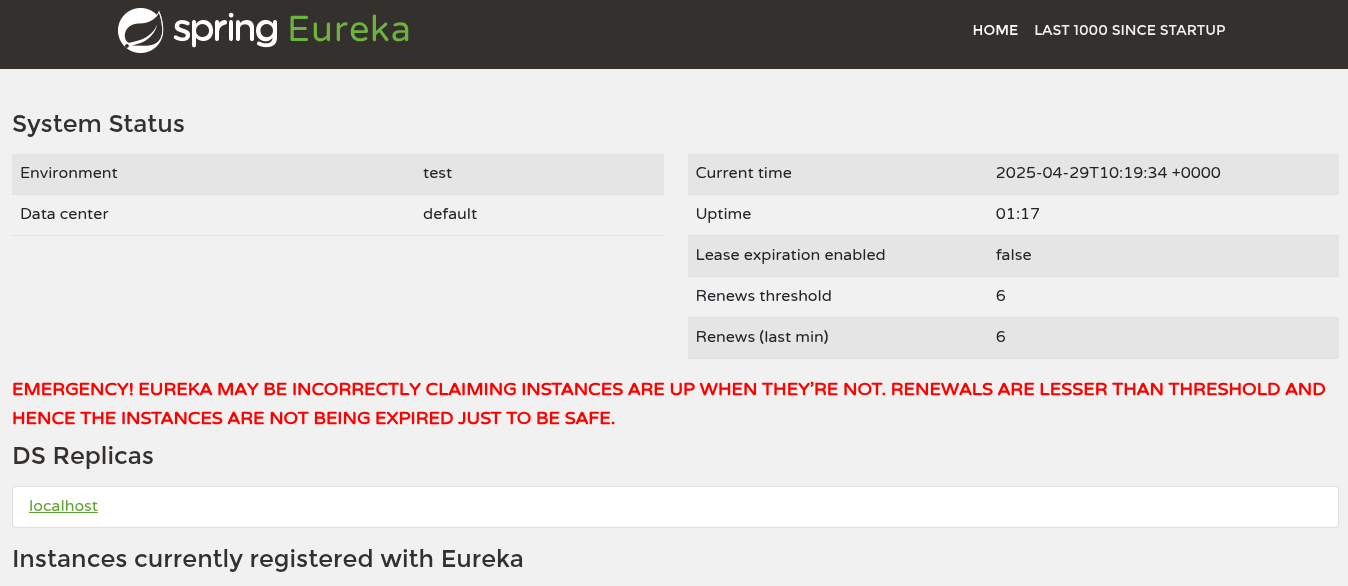 spring Eureka
HOME LAST 1000 SINCE STARTUP
System Status
Environment test
Data center default
Current time 2025-04-29T10:19:34 +0000
Uptime 01:17
Lease expiration enabled false
Renews threshold 6
Renews (last min) 6
EMERGENCY! EUREKA MAY BE INCORRECTLY CLAIMING INSTANCES ARE UP WHEN THEY'RE NOT. RENEWALS ARE LESSER THAN THRESHOLD AND
HENCE THE INSTANCES ARE NOT BEING EXPIRED JUST TO BE SAFE.
DS Replicas
localhost
Instances currently registered with Eureka